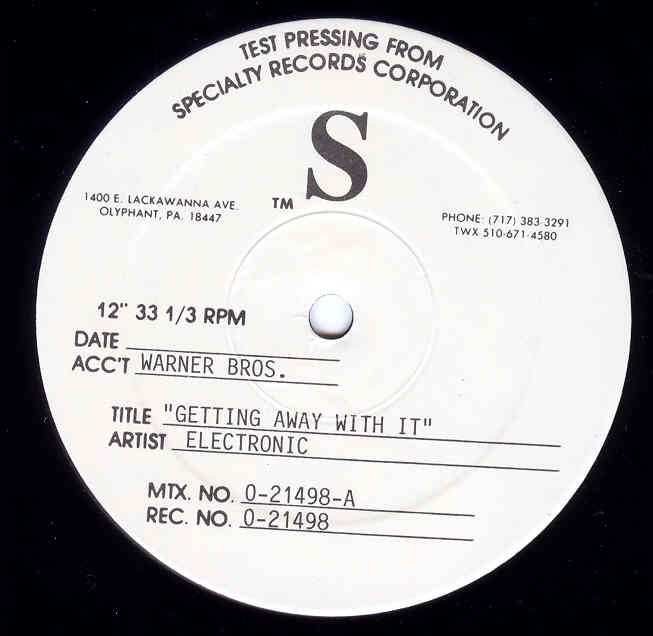 TEST PRESSING FROM
SPECIALTY RECORDS CORPORATION
S
TM
1400 E. LACKAWANNA AVE.
OLYPHANT, PA. 18447
PHONE: (717) 383-3291
TWX 510-671-4580
12" 33 1/3 RPM
DATE
ACC'T WARNER BROS.
TITLE "GETTING AWAY WITH IT"
ARTIST ELECTRONIC
MTX. NO. 0-21498-A
REC. NO. 0-21498